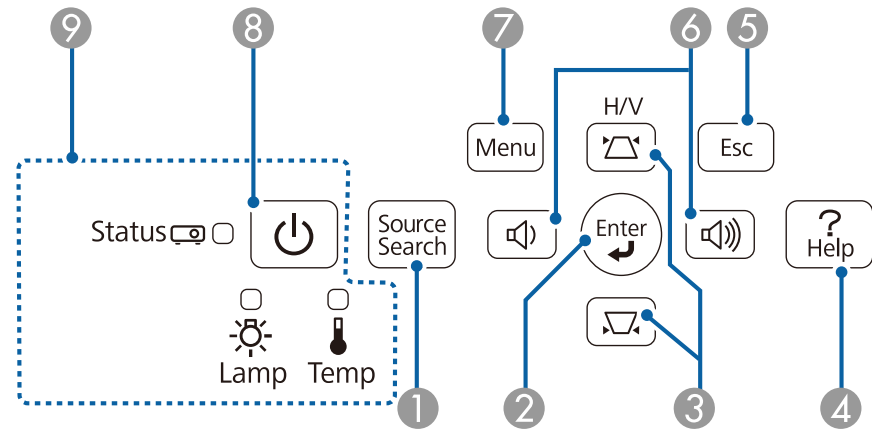 9 8 7 6 5
H/V
Menu
Esc
Status
Source
Search
Enter
?
Help
Lamp Temp
1 2 3 4